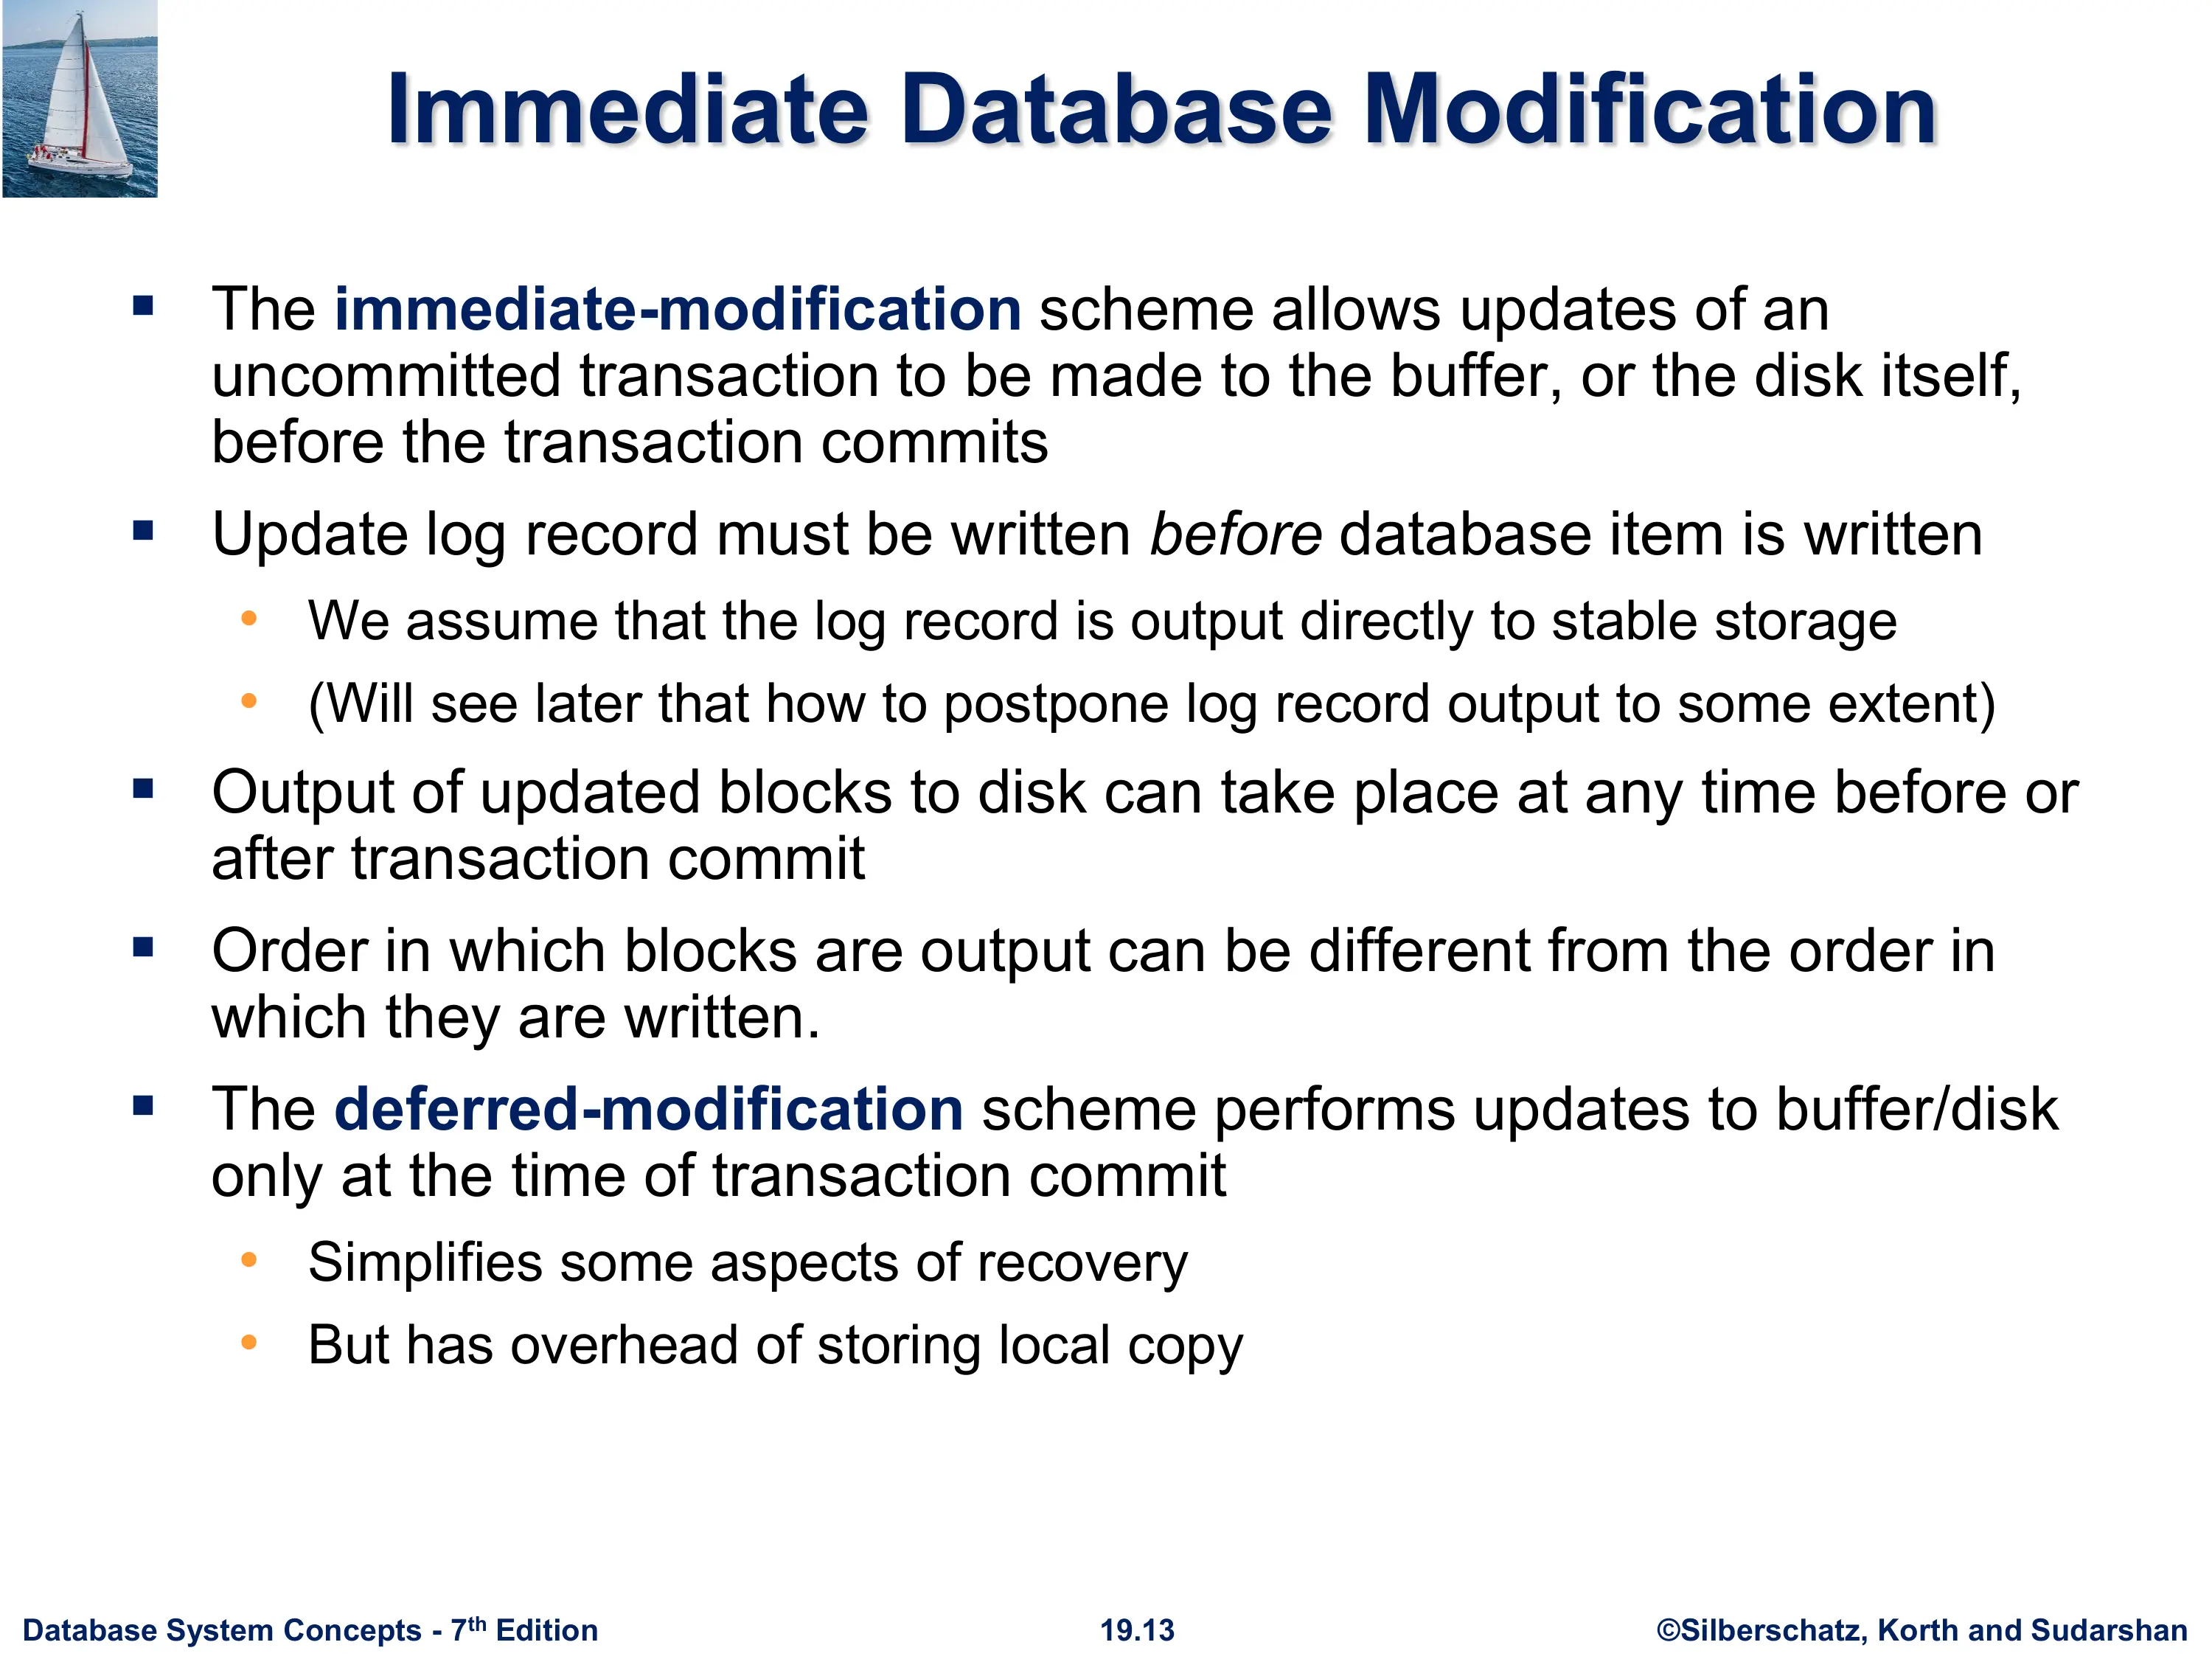 Immediate Database Modification
▪ The immediate-modification scheme allows updates of an
uncommitted transaction to be made to the buffer, or the disk itself,
before the transaction commits
▪ Update log record must be written before database item is written
• We assume that the log record is output directly to stable storage
• (Will see later that how to postpone log record output to some extent)
▪ Output of updated blocks to disk can take place at any time before or
after transaction commit
▪ Order in which blocks are output can be different from the order in
which they are written.
▪ The deferred-modification scheme performs updates to buffer/disk
only at the time of transaction commit
• Simplifies some aspects of recovery
• But has overhead of storing local copy
Database System Concepts - 7th Edition 19.13 ©Silberschatz, Korth and Sudarshan